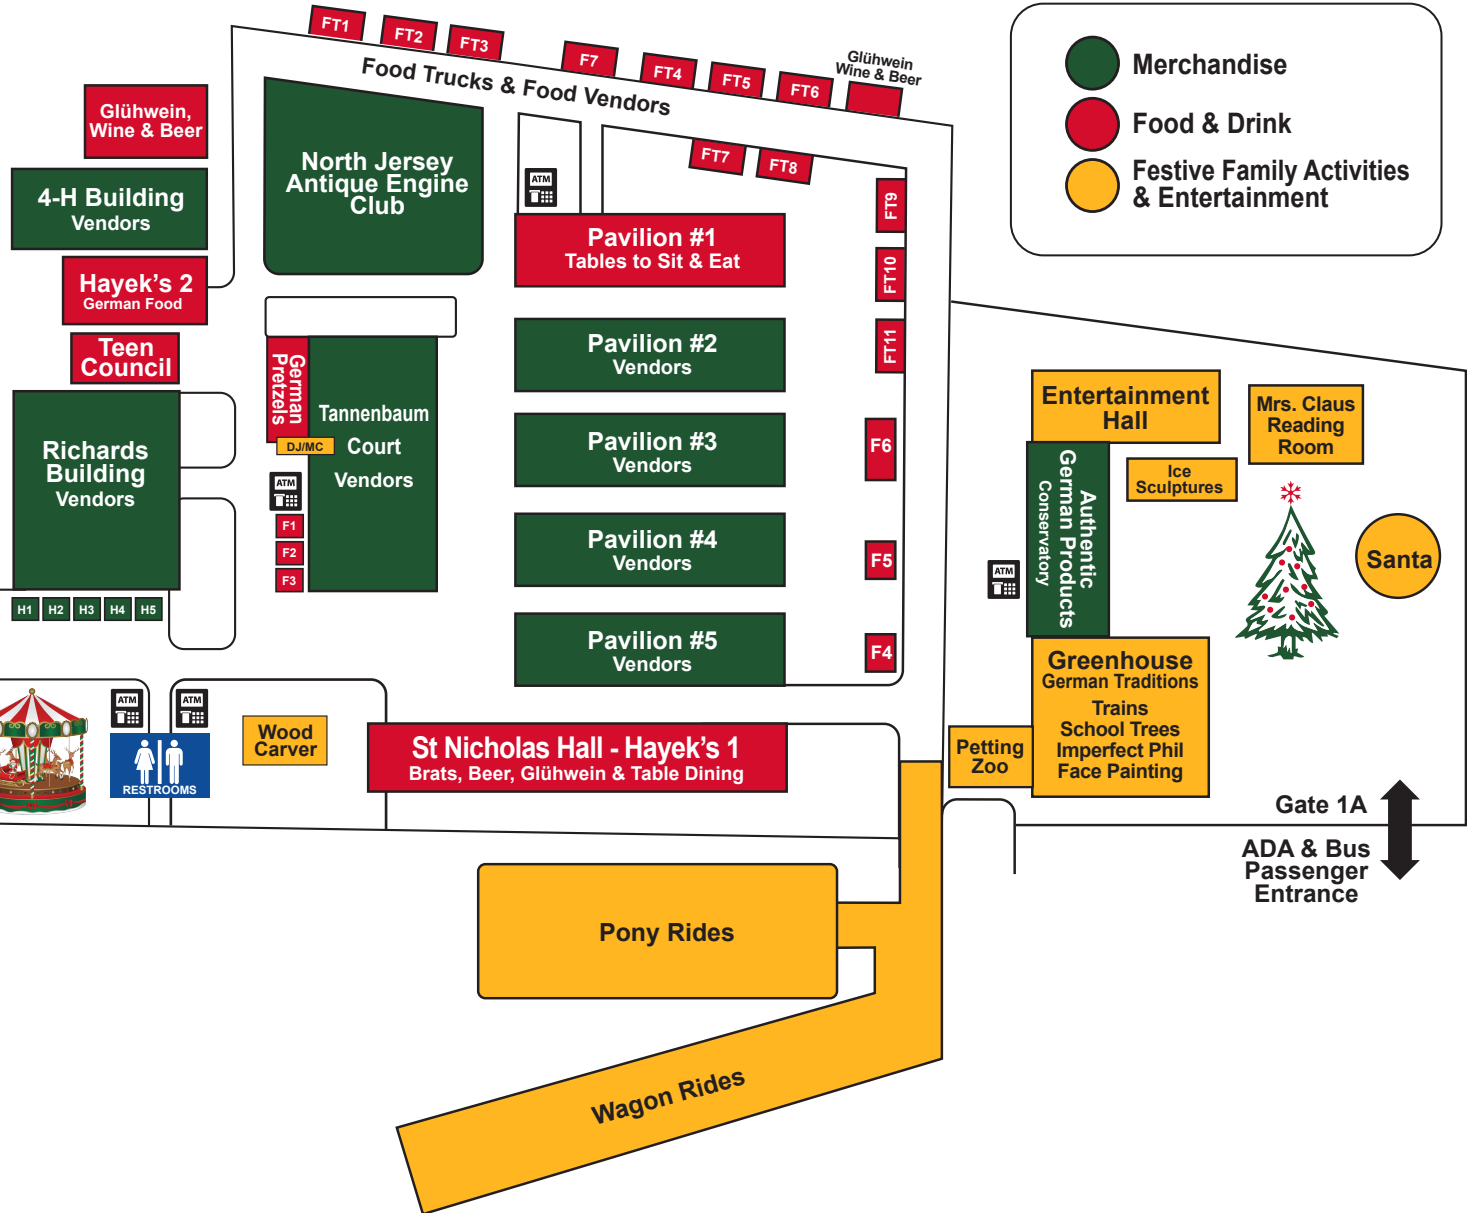 FT1
FT2
FT3
F7
FT4
FT5
FT6
Glühwein
Wine & Beer
Food Trucks & Food Vendors
FT7
FT8
FT9
FT10
FT11
Merchandise
Food & Drink
Festive Family Activities
& Entertainment
Glühwein,
Wine & Beer
4-H Building
Vendors
Hayek's 2
German Food
Teen
Council
Richards
Building
Vendors
H1
H2
H3
H4
H5
North Jersey
Antique Engine
Club
ATM
Pavilion #1
Tables to Sit & Eat
Pavilion #2
Vendors
Pavilion #3
Vendors
Pavilion #4
Vendors
Pavilion #5
Vendors
German
Pretzels
DJ/MC
Tannenbaum
Court
Vendors
ATM
F1
F2
F3
F6
F5
F4
Entertainment
Hall
Mrs. Claus
Reading
Room
Ice
Sculptures
Authentic
German Products
Conservatory
ATM
Santa
Greenhouse
German Traditions
Trains
School Trees
Imperfect Phil
Face Painting
Petting
Zoo
ATM
ATM
RESTROOMS
Wood
Carver
St Nicholas Hall - Hayek's 1
Brats, Beer, Glühwein & Table Dining
Gate 1A
ADA & Bus
Passenger
Entrance
Pony Rides
Wagon Rides